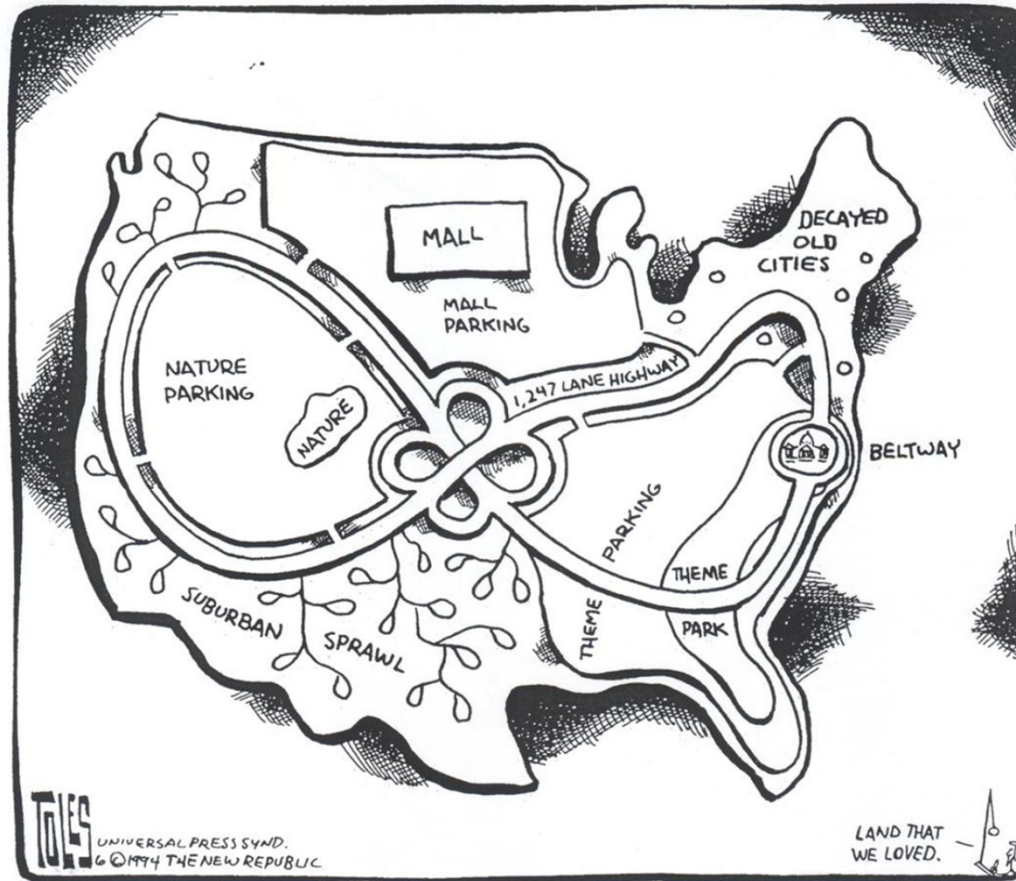 DECAYED
OLD
CITIES
MALL
MALL
PARKING
NATURE
PARKING
NATURE
1,247 LANE HIGHWAY
BELTWAY
THEME PARKING
THEME
PARK
SUBURBAN
SPRAWL
TOLES
UNIVERSAL PRESS SYND.
© 1994 THE NEW REPUBLIC
LAND THAT
WE LOVED.